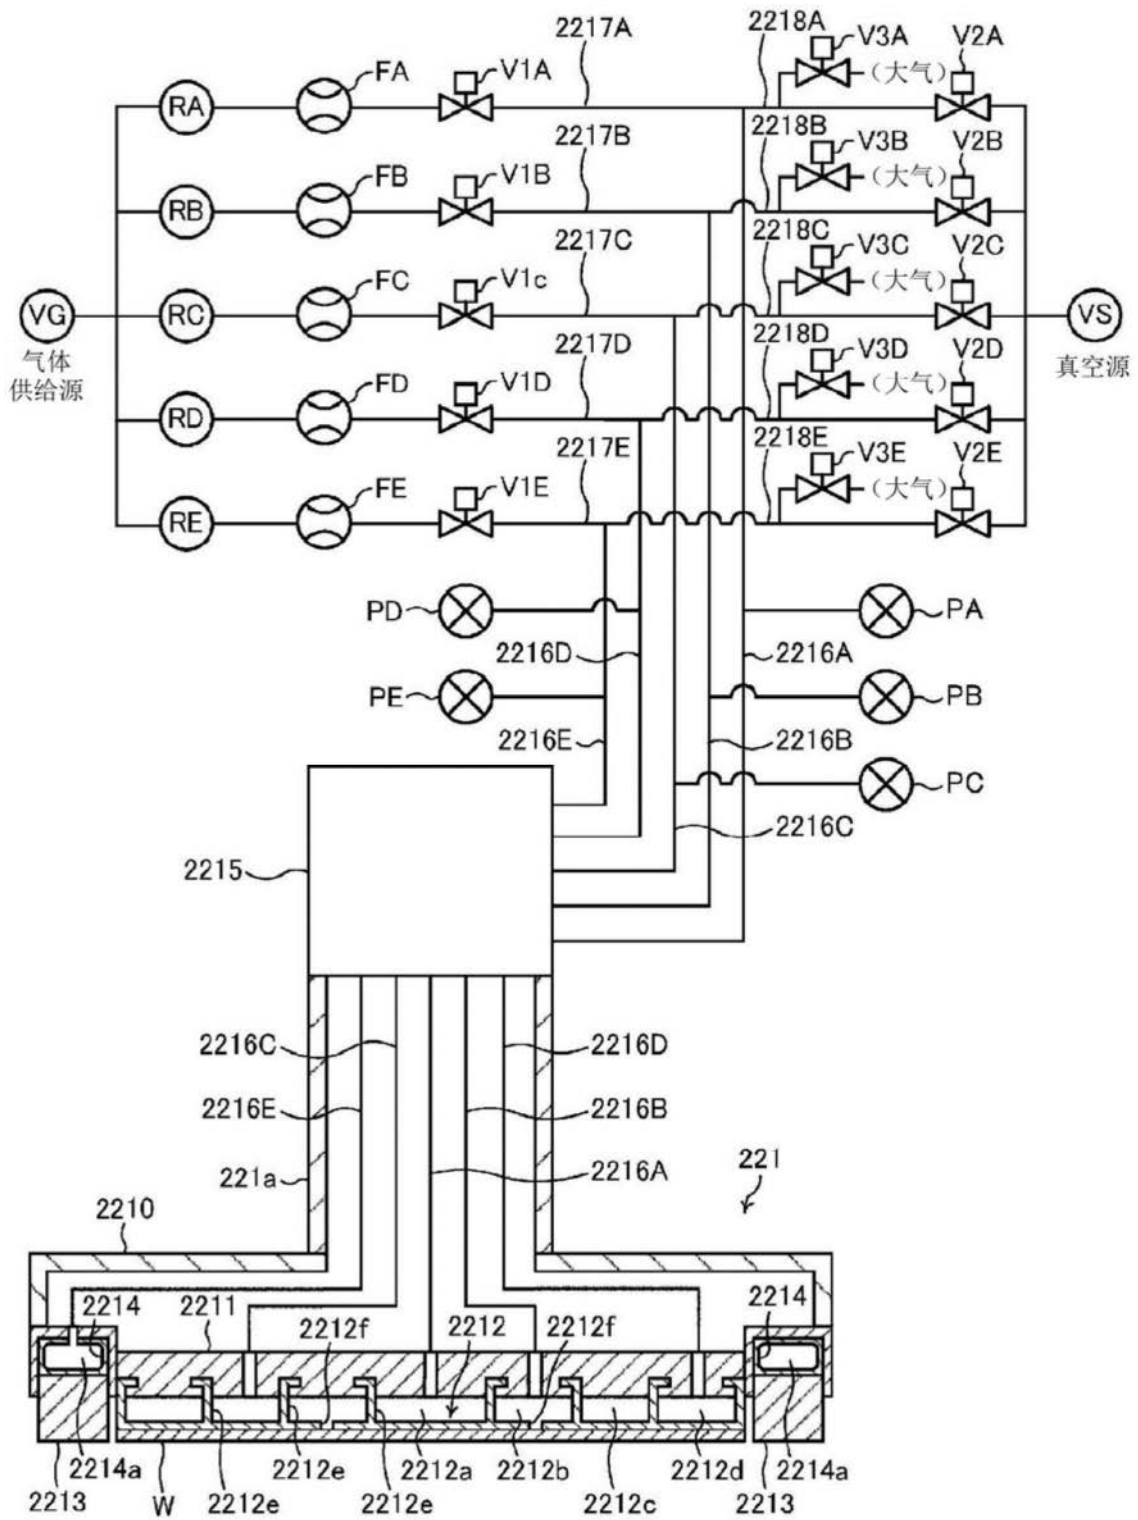 2217A
2218A
V3A
V2A
FA
V1A
(大气)
RA
2217B
2218B
V3B
V2B
FB
V1B
(大气)
RB
2217C
2218C
V3C
V2C
FC
V1c
(大气)
VG
RC
VS
气体
供给源
真空源
2217D
2218D
V3D
V2D
FD
V1D
(大气)
RD
2217E
2218E
V3E
V2E
FE
V1E
(大气)
RE
PD
PA
2216D
2216A
PE
PB
2216E
2216B
PC
2216C
2215
2216C
2216D
2216E
2216B
221a
2216A
221
2210
2214
2211
2212f
2212
2212f
2214
2214a
2212e
2212a
2212b
2212d
2214a
2213
W
2212e
2212e
2212c
2213